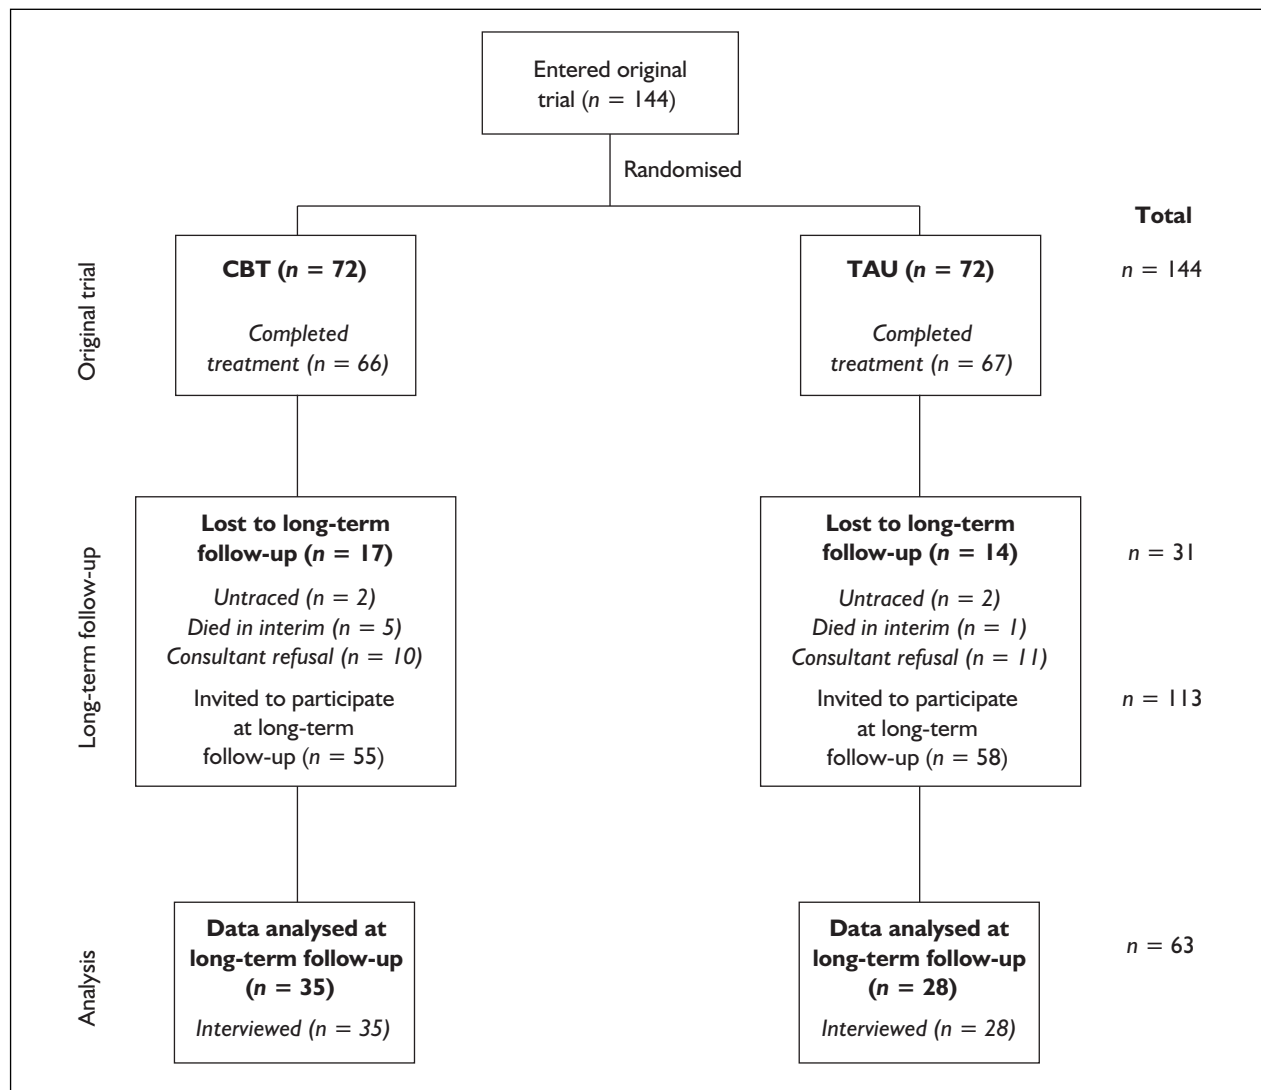 Entered original
trial (n = 144)
Randomised
Total
Original trial
CBT (n = 72)
Completed
treatment (n = 66)
TAU (n = 72)
Completed
treatment (n = 67)
n = 144
Long-term follow-up
Lost to long-term
follow-up (n = 17)
Untraced (n = 2)
Died in interim (n = 5)
Consultant refusal (n = 10)
Invited to participate
at long-term
follow-up (n = 55)
Lost to long-term
follow-up (n = 14)
Untraced (n = 2)
Died in interim (n = 1)
Consultant refusal (n = 11)
Invited to participate
at long-term
follow-up (n = 58)
n = 31
n = 113
Analysis
Data analysed at
long-term follow-up
(n = 35)
Interviewed (n = 35)
Data analysed at
long-term follow-up
(n = 28)
Interviewed (n = 28)
n = 63